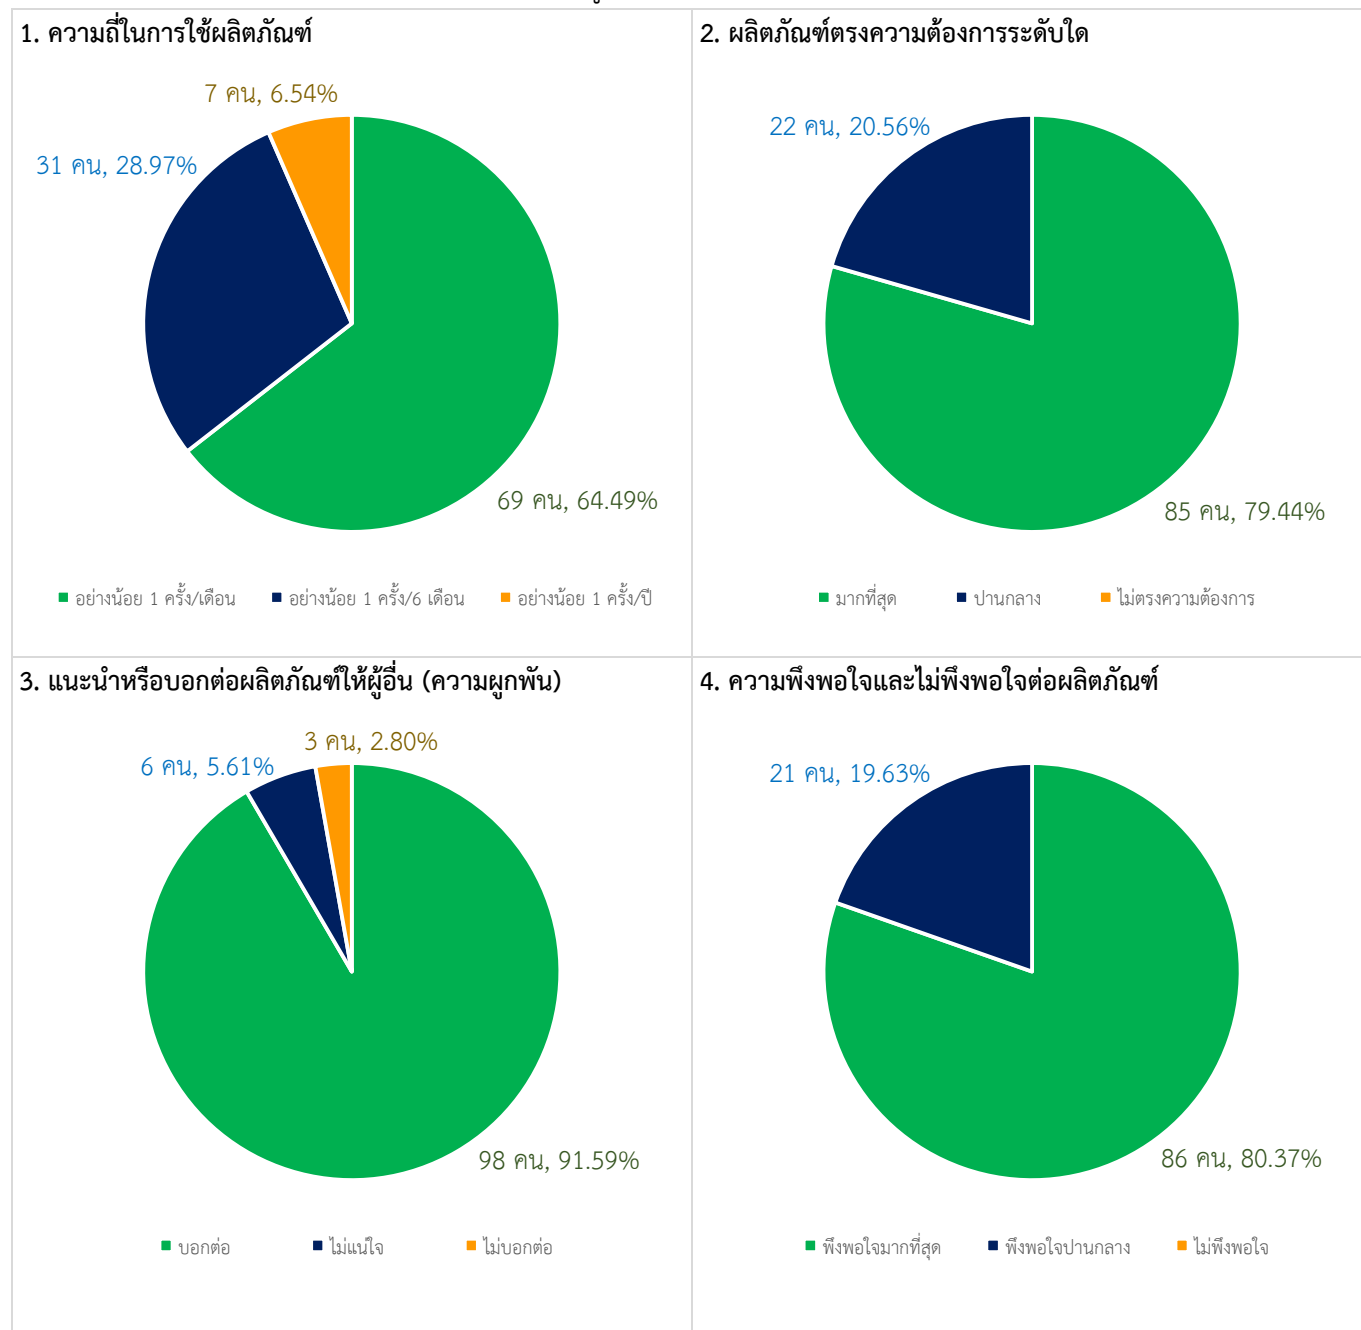 1. ความถี่ในการใช้ผลิตภัณฑ์
7 คน, 6.54%
31 คน, 28.97%
69 คน, 64.49%
อย่างน้อย 1 ครั้ง/เดือน อย่างน้อย 1 ครั้ง/6 เดือน อย่างน้อย 1 ครั้ง/ปี
2. ผลิตภัณฑ์ตรงความต้องการระดับใด
22 คน, 20.56%
85 คน, 79.44%
มากที่สุด ปานกลาง ไม่ตรงความต้องการ
3. แนะนำหรือบอกต่อผลิตภัณฑ์ให้ผู้อื่น (ความผูกพัน)
3 คน, 2.80%
6 คน, 5.61%
98 คน, 91.59%
บอกต่อ ไม่แน่ใจ ไม่บอกต่อ
4. ความพึงพอใจและไม่พึงพอใจต่อผลิตภัณฑ์
21 คน, 19.63%
86 คน, 80.37%
พึงพอใจมากที่สุด พึงพอใจปานกลาง ไม่พึงพอใจ